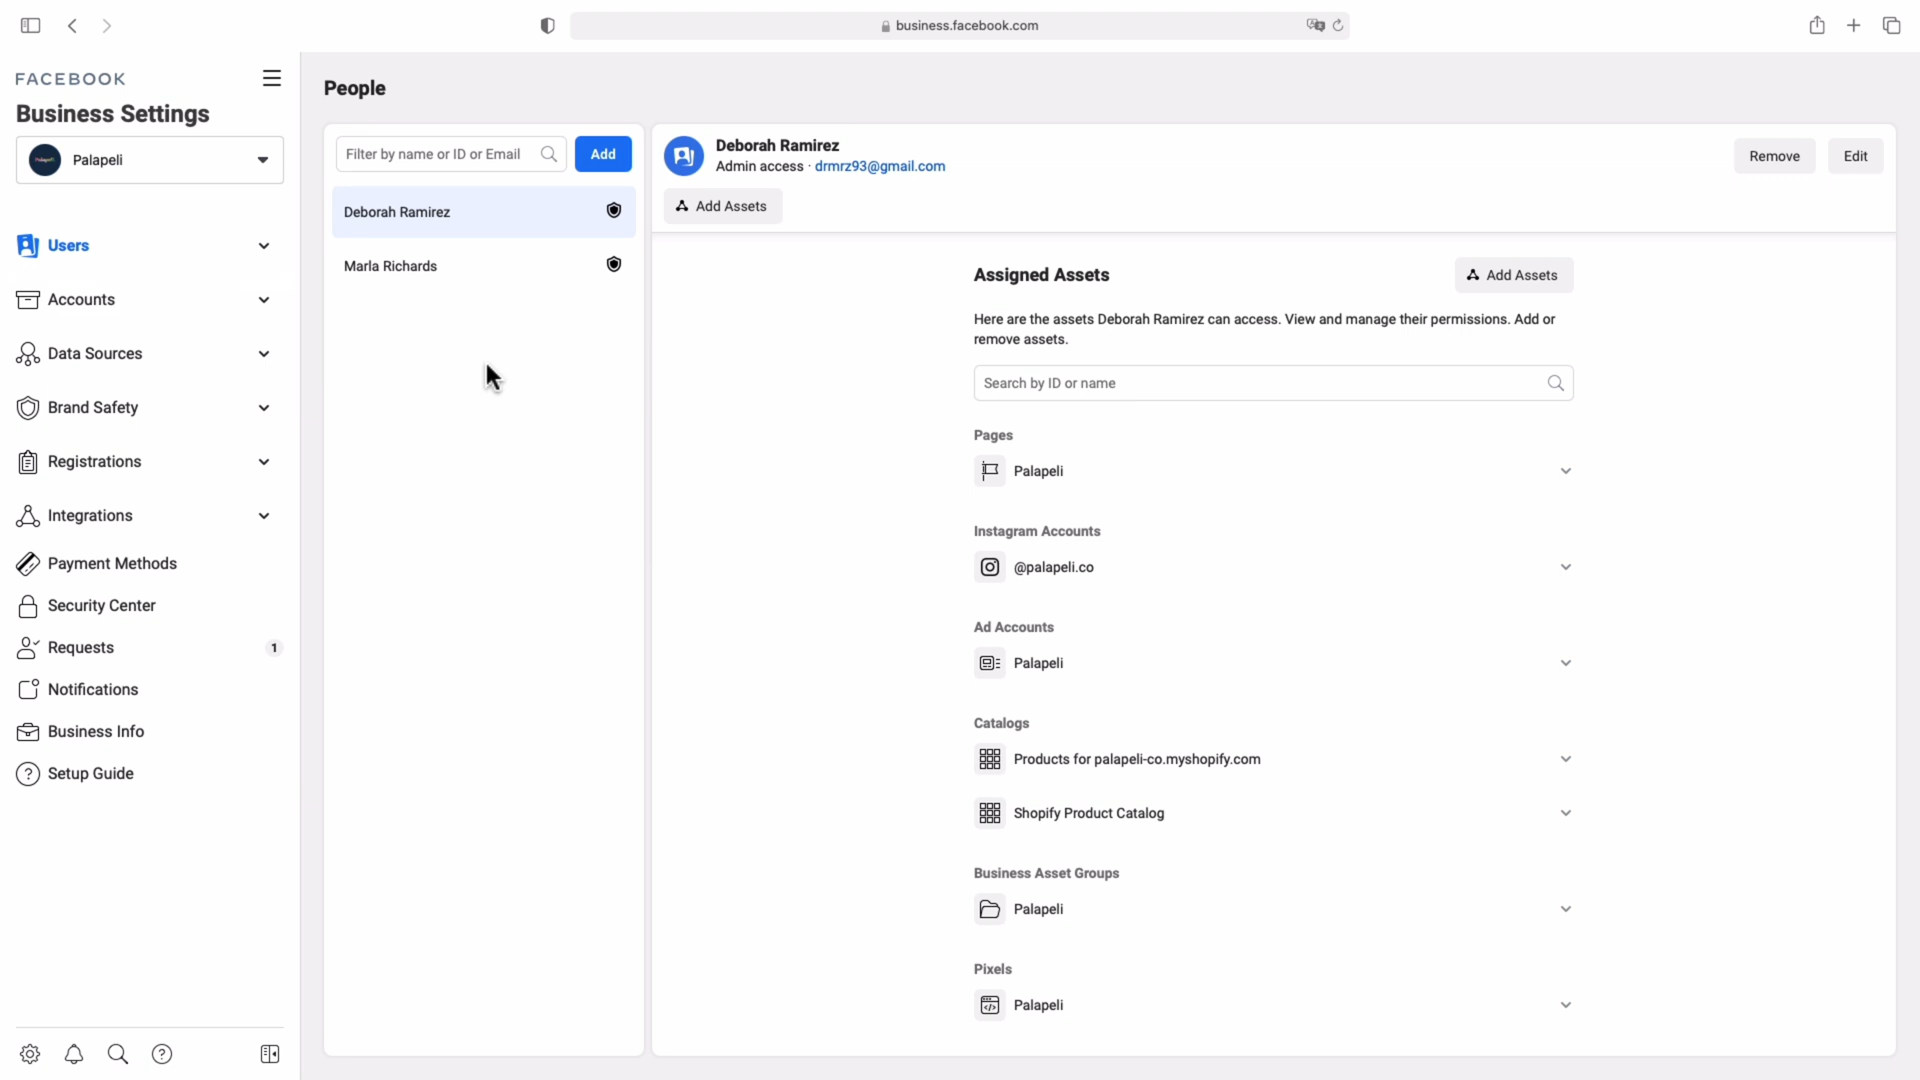 business.facebook.com
FACEBOOK
Business Settings
Palapeli
Users
Accounts
Data Sources
Brand Safety
Registrations
Integrations
Payment Methods
Security Center
Requests 1
Notifications
Business Info
Setup Guide
People
Filter by name or ID or Email
Add
Deborah Ramirez
Marla Richards
Deborah Ramirez
Admin access · drmrz93@gmail.com
Remove
Edit
Add Assets
Assigned Assets
Add Assets
Here are the assets Deborah Ramirez can access. View and manage their permissions. Add or
remove assets.
Search by ID or name
Pages
Palapeli
Instagram Accounts
@palapeli.co
Ad Accounts
Palapeli
Catalogs
Products for palapeli-co.myshopify.com
Shopify Product Catalog
Business Asset Groups
Palapeli
Pixels
Palapeli